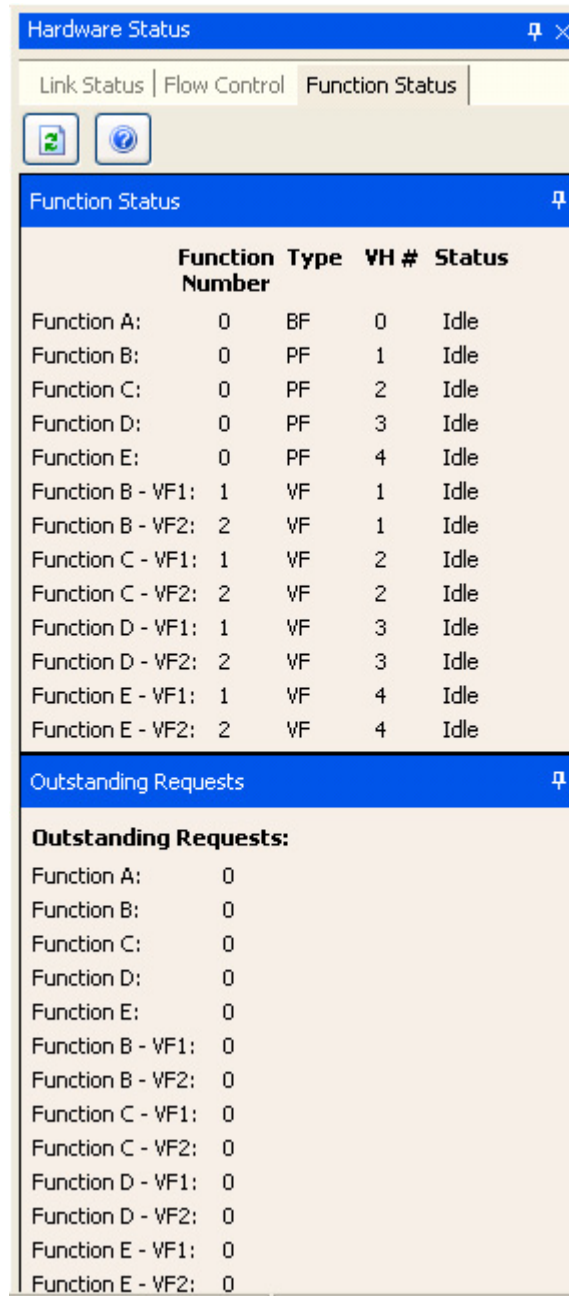 Hardware Status
Link Status Flow Control Function Status
Function Status
Function Type VH # Status
Number
Function A: 0 BF 0 Idle
Function B: 0 PF 1 Idle
Function C: 0 PF 2 Idle
Function D: 0 PF 3 Idle
Function E: 0 PF 4 Idle
Function B - VF1: 1 VF 1 Idle
Function B - VF2: 2 VF 1 Idle
Function C - VF1: 1 VF 2 Idle
Function C - VF2: 2 VF 2 Idle
Function D - VF1: 1 VF 3 Idle
Function D - VF2: 2 VF 3 Idle
Function E - VF1: 1 VF 4 Idle
Function E - VF2: 2 VF 4 Idle
Outstanding Requests
Outstanding Requests:
Function A: 0
Function B: 0
Function C: 0
Function D: 0
Function E: 0
Function B - VF1: 0
Function B - VF2: 0
Function C - VF1: 0
Function C - VF2: 0
Function D - VF1: 0
Function D - VF2: 0
Function E - VF1: 0
Function E - VF2: 0